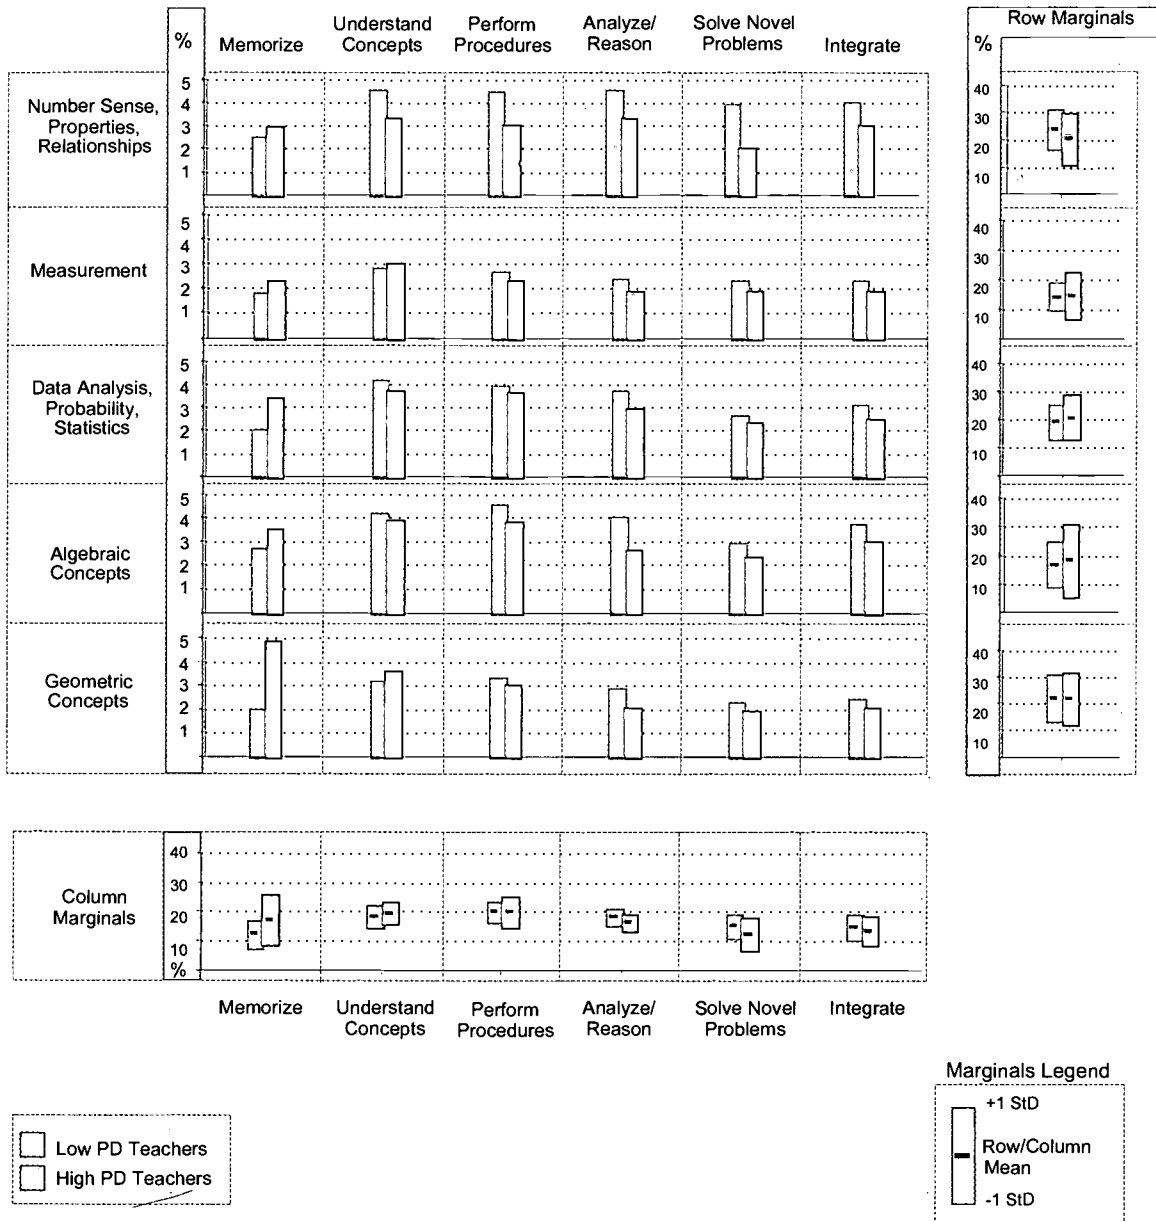 % Memorize Understand Concepts Perform Procedures Analyze/ Reason Solve Novel Problems Integrate
Row Marginals
%
Number Sense,
Properties,
Relationships
5
4
3
2
1
40
30
20
10
Measurement
5
4
3
2
1
40
30
20
10
Data Analysis,
Probability,
Statistics
5
4
3
2
1
40
30
20
10
Algebraic
Concepts
5
4
3
2
1
40
30
20
10
Geometric
Concepts
5
4
3
2
1
40
30
20
10
Column
Marginals
40
30
20
10
%
Memorize Understand Concepts Perform Procedures Analyze/ Reason Solve Novel Problems Integrate
Low PD Teachers
High PD Teachers
Marginals Legend
+1 StD
Row/Column
Mean
-1 StD